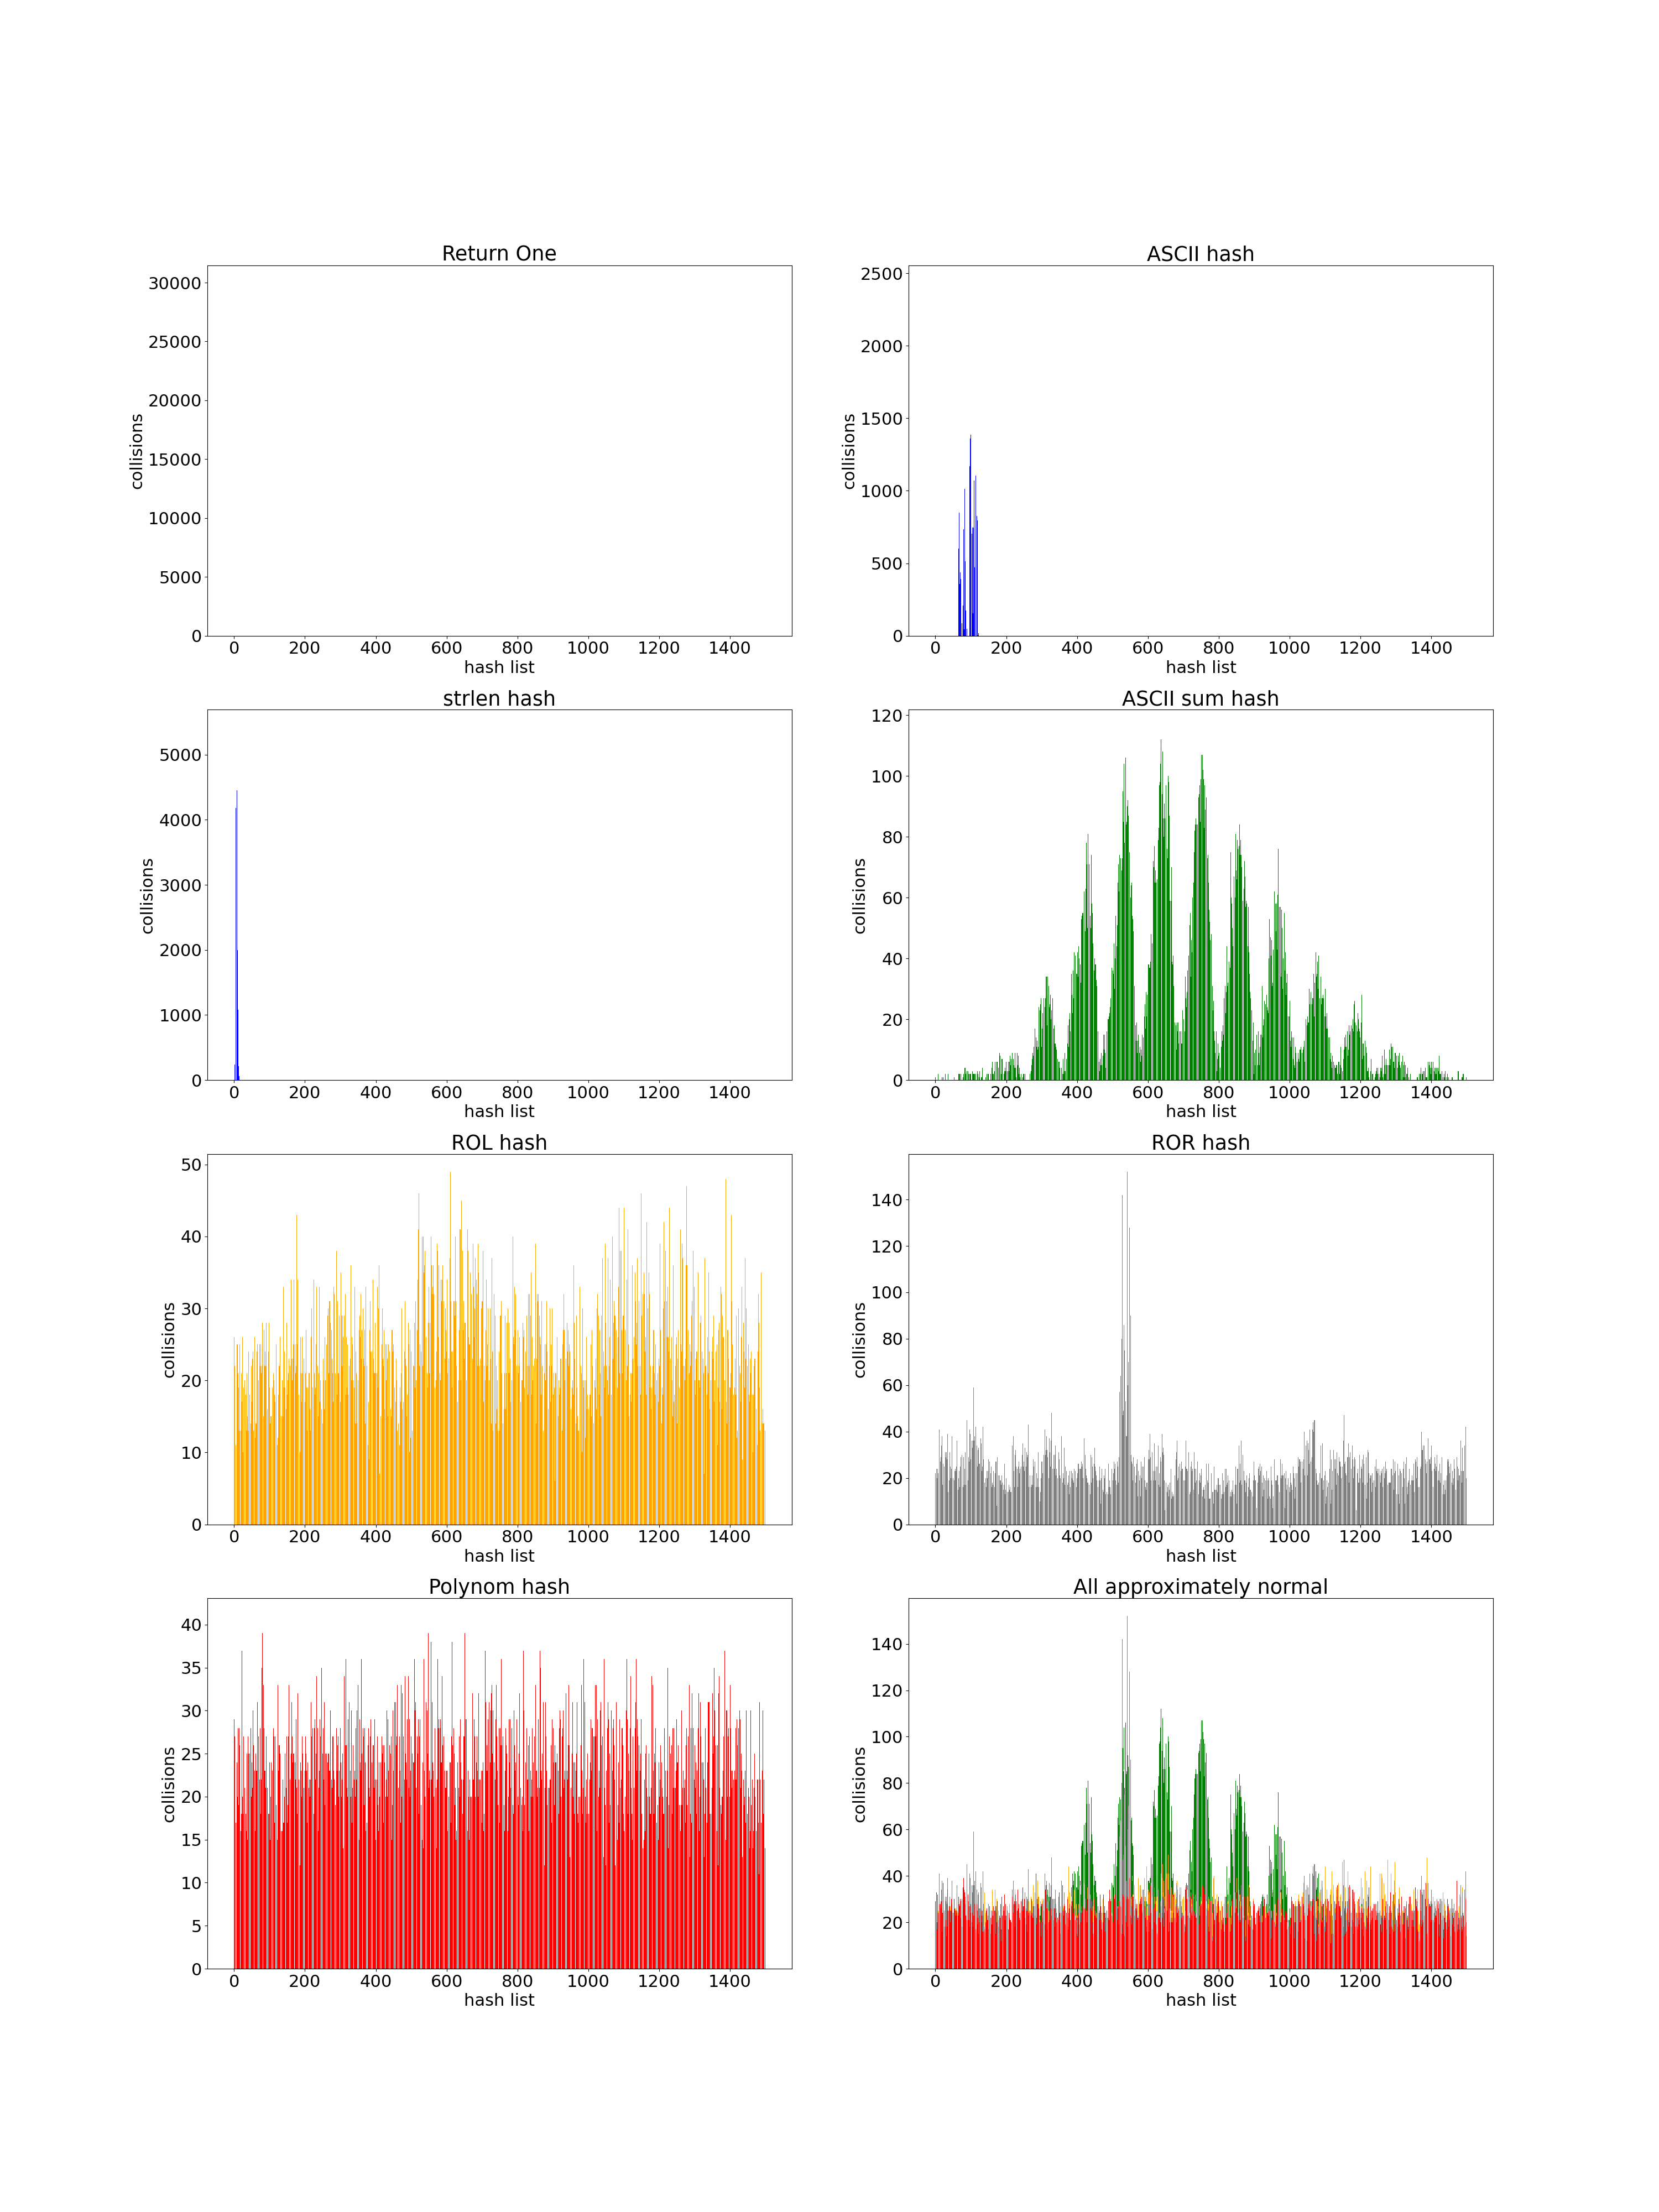 Return One
30000
25000
20000
15000
10000
5000
0
collisions
0 200 400 600 800 1000 1200 1400
hash list
ASCII hash
2500
2000
1500
1000
500
0
collisions
0 200 400 600 800 1000 1200 1400
hash list
strlen hash
5000
4000
3000
2000
1000
0
collisions
0 200 400 600 800 1000 1200 1400
hash list
ASCII sum hash
120
100
80
60
40
20
0
collisions
0 200 400 600 800 1000 1200 1400
hash list
ROL hash
50
40
30
20
10
0
collisions
0 200 400 600 800 1000 1200 1400
hash list
ROR hash
140
120
100
80
60
40
20
0
collisions
0 200 400 600 800 1000 1200 1400
hash list
Polynom hash
40
35
30
25
20
15
10
5
0
collisions
0 200 400 600 800 1000 1200 1400
hash list
All approximately normal
140
120
100
80
60
40
20
0
collisions
0 200 400 600 800 1000 1200 1400
hash list